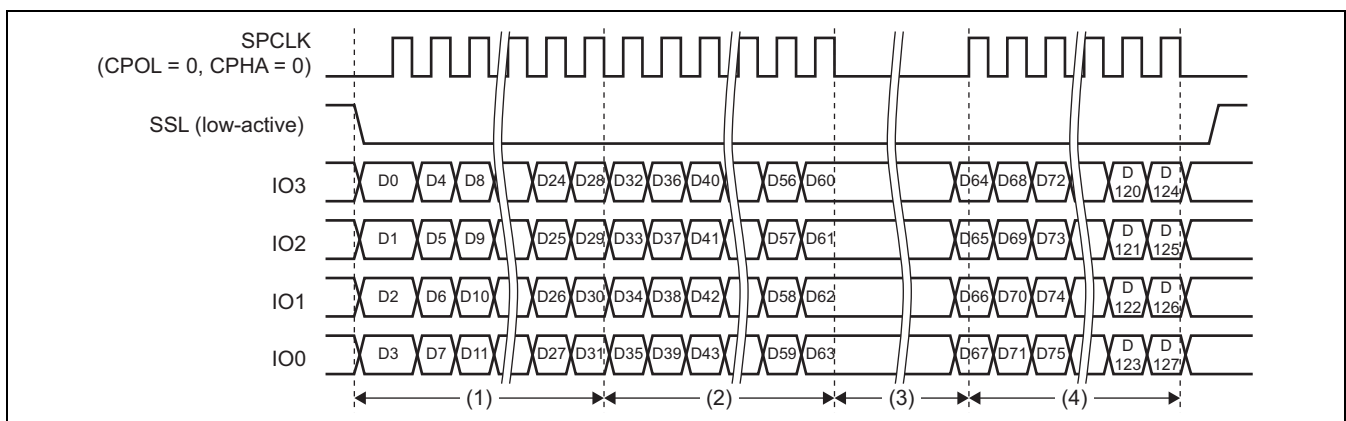 SPCLK
(CPOL = 0, CPHA = 0)
SSL (low-active)
IO3 D0 D4 D8 D24 D28 D32 D36 D40 D56 D60 D64 D68 D72 D 120 D 124
IO2 D1 D5 D9 D25 D29 D33 D37 D41 D57 D61 D65 D69 D73 D 121 D 125
IO1 D2 D6 D10 D26 D30 D34 D38 D42 D58 D62 D66 D70 D74 D 122 D 126
IO0 D3 D7 D11 D27 D31 D35 D39 D43 D59 D63 D67 D71 D75 D 123 D 127
(1) (2) (3) (4)